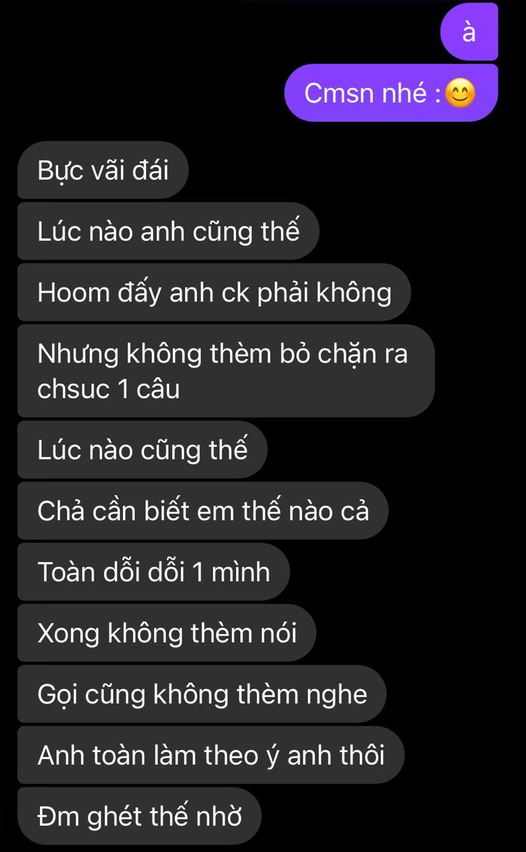 à
Cmsn nhé :😊
Bực vãi đái
Lúc nào anh cũng thế
Hoom đấy anh ck phải không
Nhưng không thèm bỏ chặn ra
chsuc 1 câu
Lúc nào cũng thế
Chả cần biết em thế nào cả
Toàn dỗi dỗi 1 mình
Xong không thèm nói
Gọi cũng không thèm nghe
Anh toàn làm theo ý anh thôi
Đm ghét thế nhờ